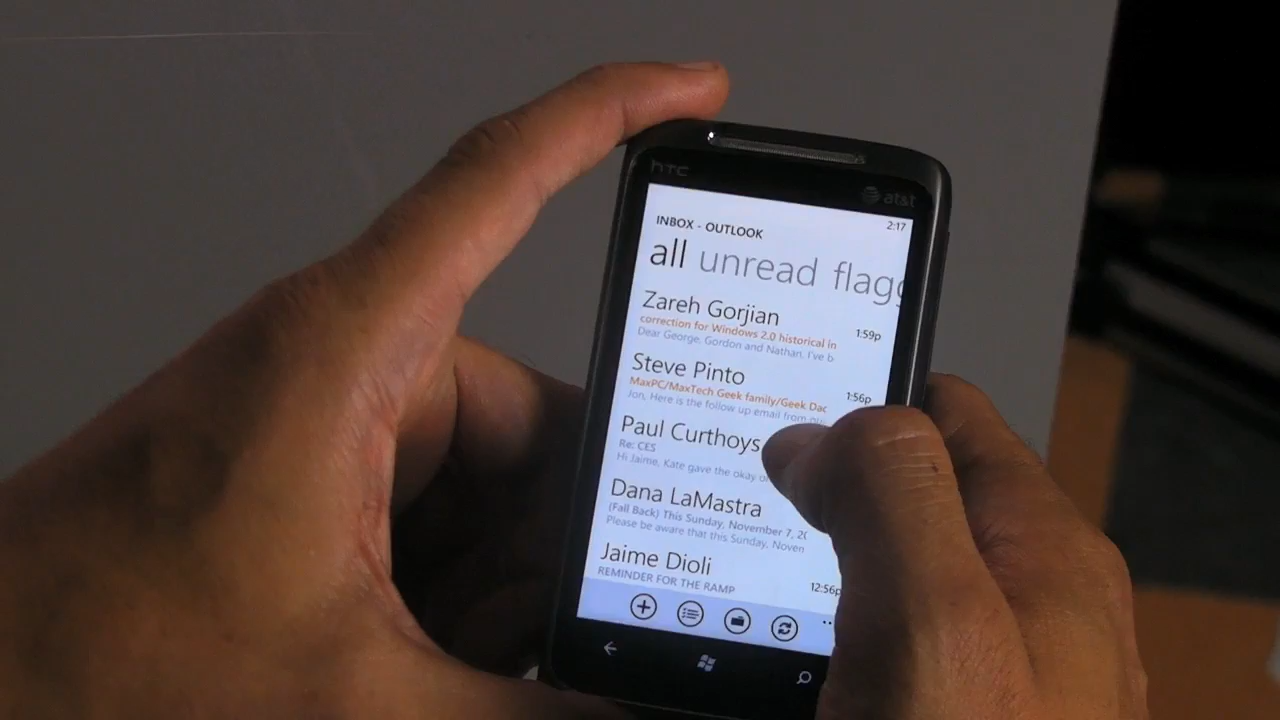 hTC
at&t
2:17
INBOX - OUTLOOK
all unread flagg
Zareh Gorjian
correction for Windows 2.0 historical in
1:59p
Dear George, Gordon and Nathan, I've b
Steve Pinto
MaxPC/MaxTech Geek family/Geek Dac
1:56p
Jon, Here is the follow up email from our
Paul Curthoys
Re: CES
Hi Jaime, Kate gave the okay
Dana LaMastra
(Fall Back) This Sunday, November 7, 20
Please be aware that this Sunday, Noven
Jaime Dioli
REMINDER FOR THE RAMP
12:56p